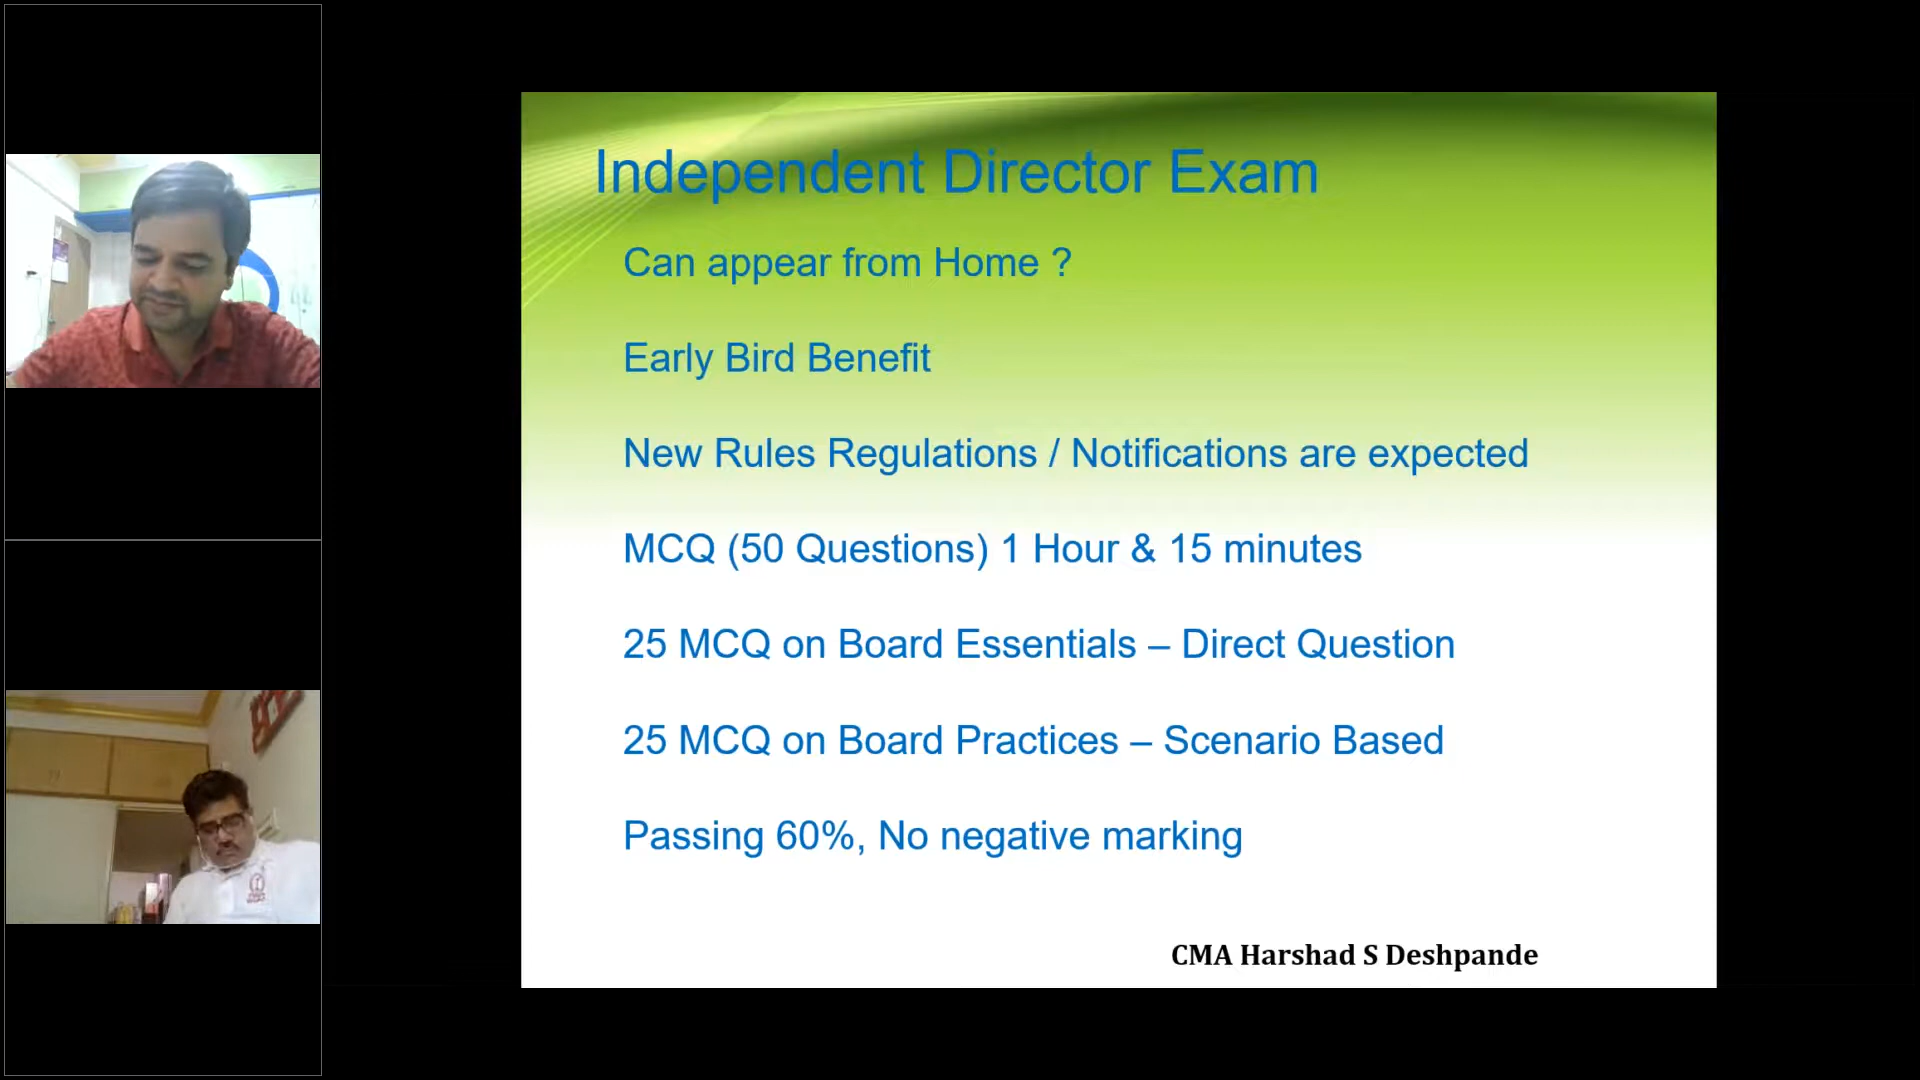 Independent Director Exam
Can appear from Home ?
Early Bird Benefit
New Rules Regulations / Notifications are expected
MCQ (50 Questions) 1 Hour & 15 minutes
25 MCQ on Board Essentials – Direct Question
25 MCQ on Board Practices – Scenario Based
Passing 60%, No negative marking
CMA Harshad S Deshpande